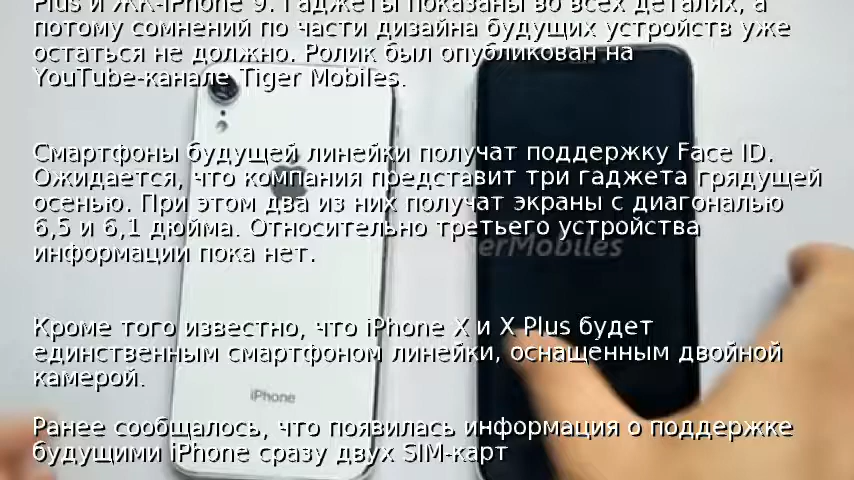 Plus и ЖК-iPhone 9. Гаджеты показаны во всех деталях, а
потому сомнений по части дизайна будущих устройств уже
остаться не должно. Ролик был опубликован на
YouTube-канале Tiger Mobiles.
Смартфоны будущей линейки получат поддержку Face ID.
Ожидается, что компания представит три гаджета грядущей
осенью. При этом два из них получат экраны с диагональю
6,5 и 6,1 дюйма. Относительно третьего устройства
erMobiles
информации пока нет.
Кроме того известно, что iPhone X и X Plus будет
единственным смартфоном линейки, оснащенным двойной
камерой.
iPhone
Ранее сообщалось, что появилась информация о поддержке
будущими iPhone сразу двух SIM-карт